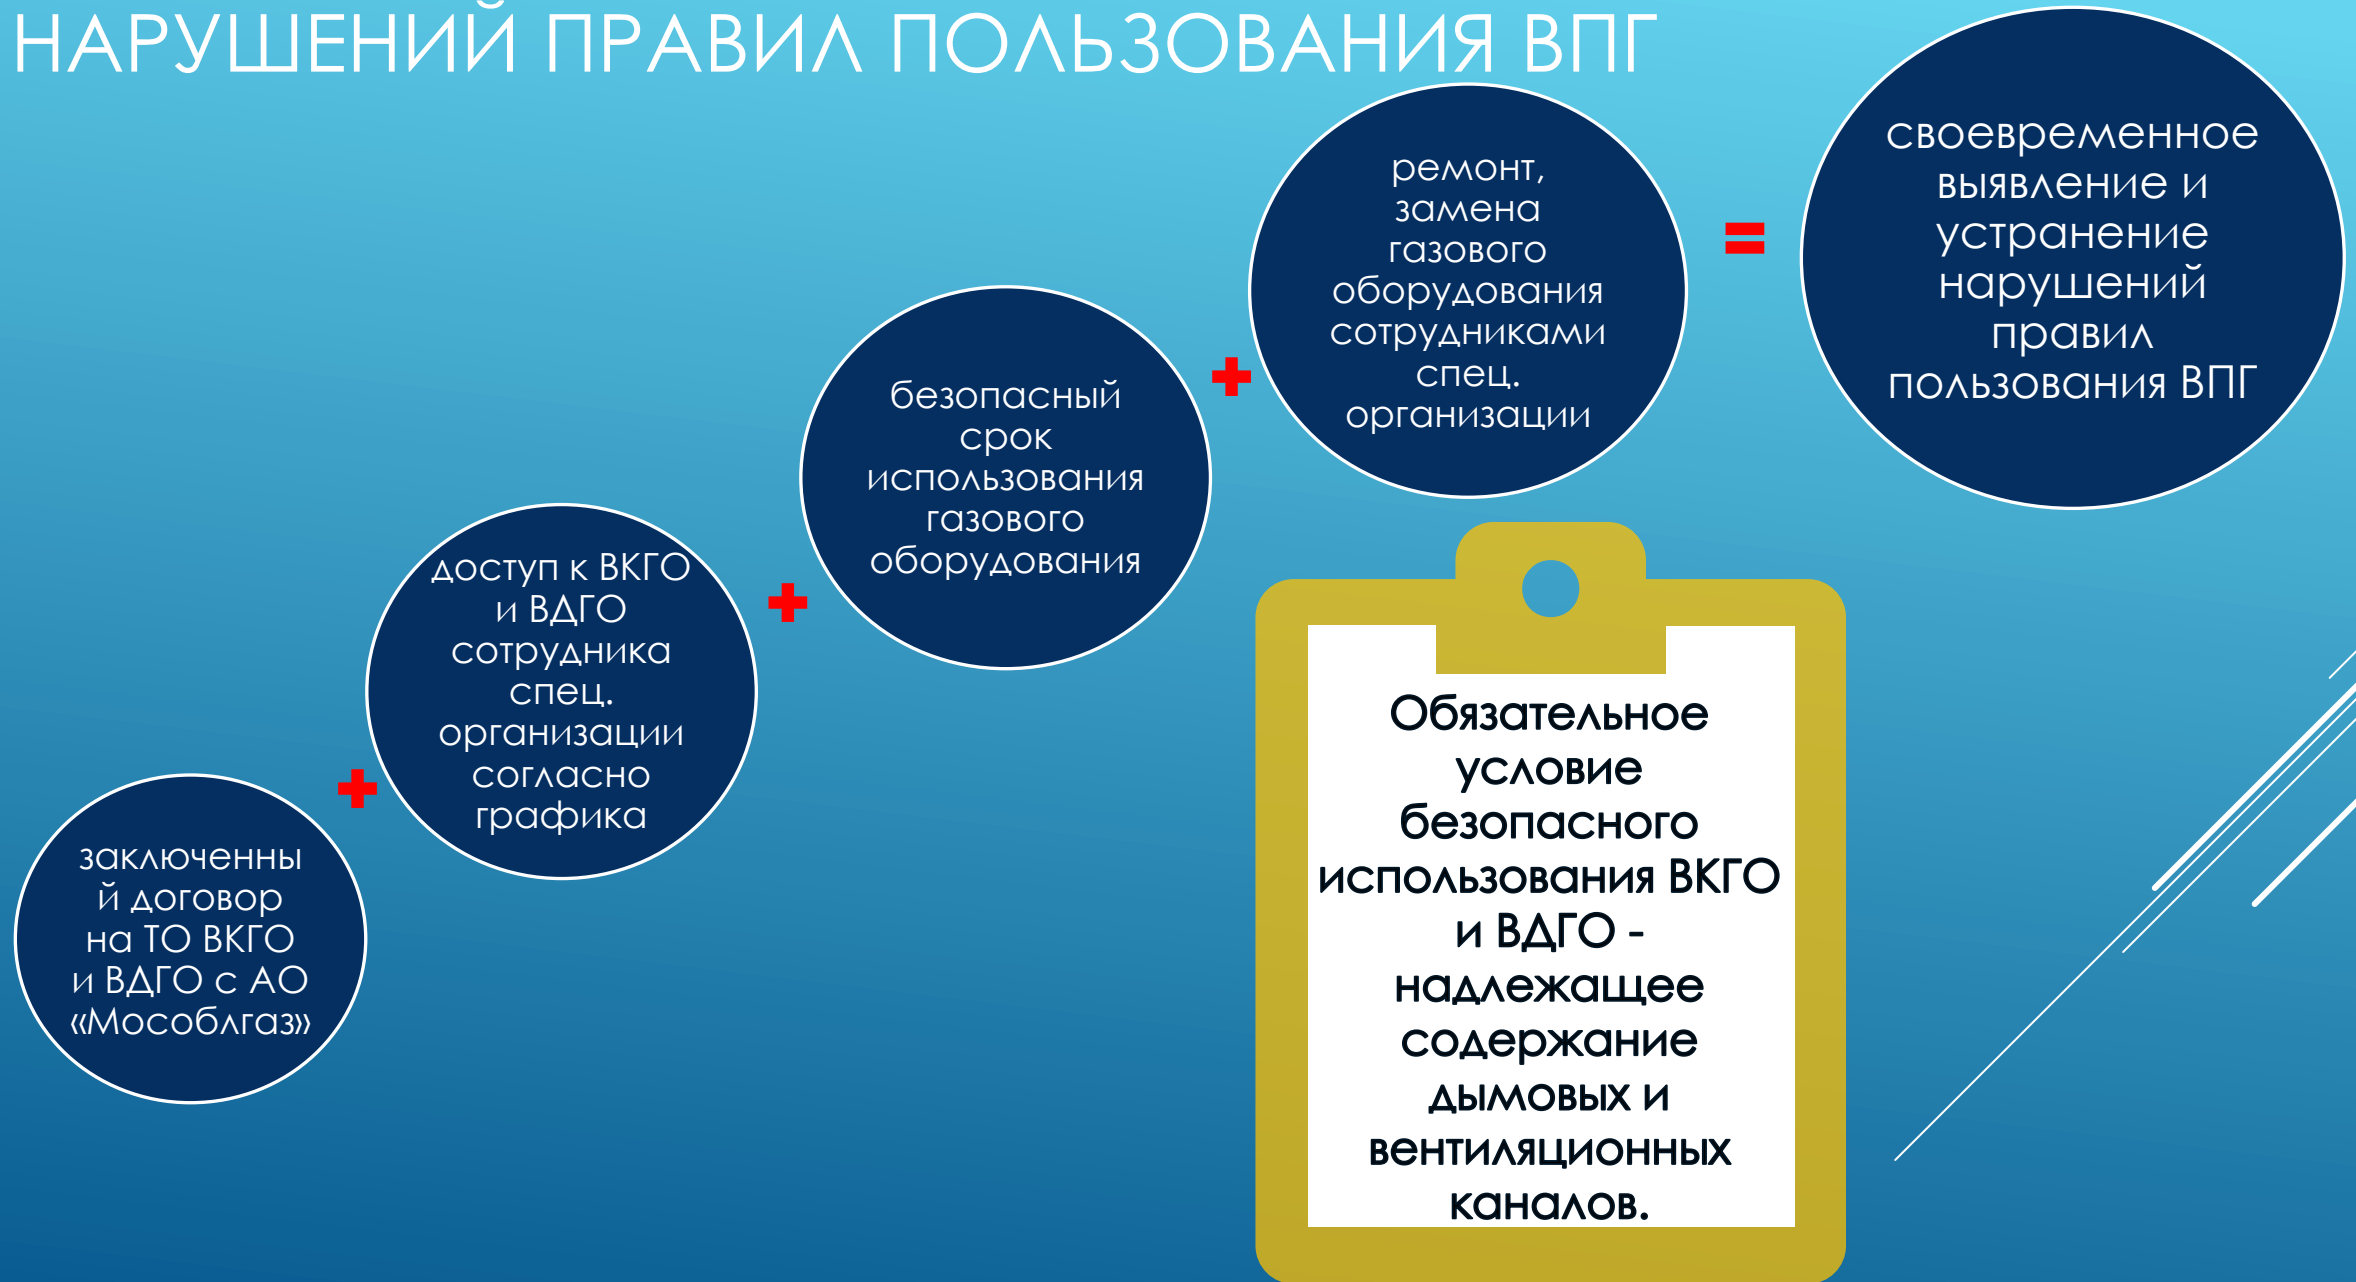 НАРУШЕНИЙ ПРАВИЛ ПОЛЬЗОВАНИЯ ВПГ
заключенны
й договор
на ТО ВКГО
и ВДГО с АО
«Мособлгаз»
доступ к ВКГО
и ВДГО
сотрудника
спец.
организации
согласно
графика
безопасный
срок
использования
газового
оборудования
ремонт,
замена
газового
оборудования
сотрудниками
спец.
организации
своевременное
выявление и
устранение
нарушений
правил
пользования ВПГ
Обязательное
условие
безопасного
использования ВКГО
и ВДГО -
надлежащее
содержание
дымовых и
вентиляционных
каналов.